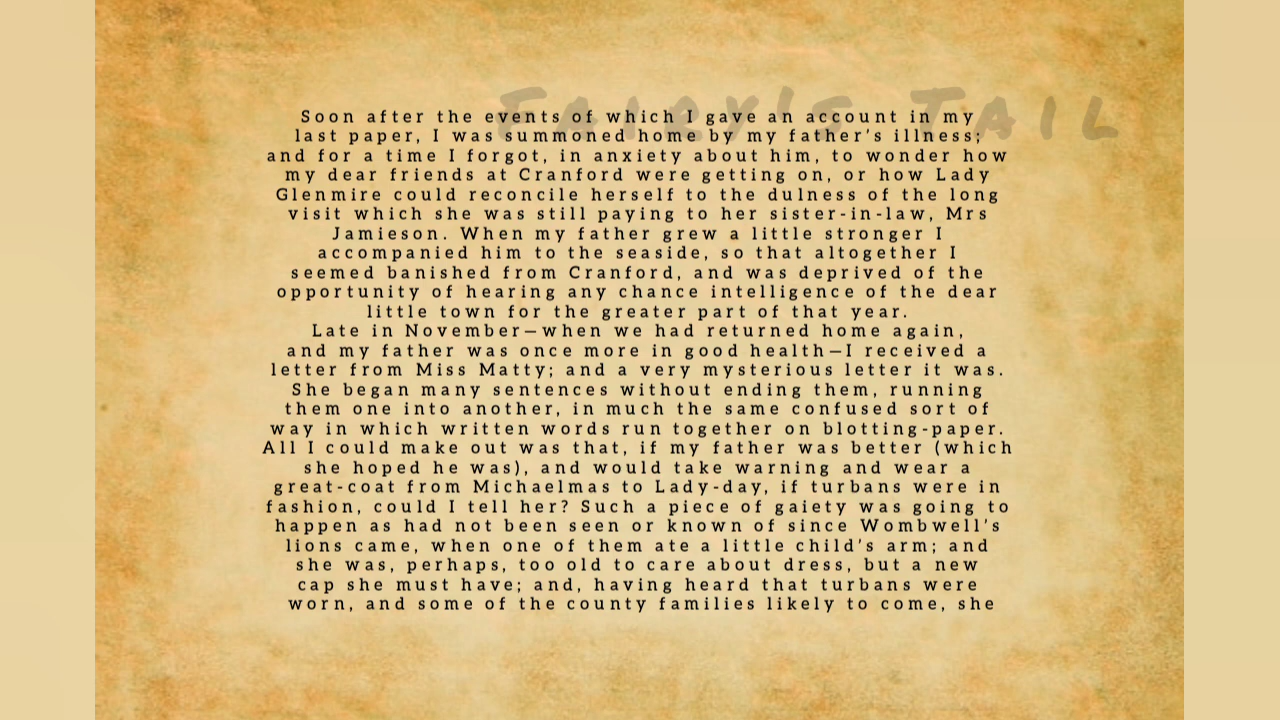 FAIRY'S TAIL
Soon after the events of which I gave an account in my
last paper, I was summoned home by my father's illness;
and for a time I forgot, in anxiety about him, to wonder how
my dear friends at Cranford were getting on, or how Lady
Glenmire could reconcile herself to the dulness of the long
visit which she was still paying to her sister-in-law, Mrs
Jamieson. When my father grew a little stronger I
accompanied him to the seaside, so that altogether I
seemed banished from Cranford, and was deprived of the
opportunity of hearing any chance intelligence of the dear
little town for the greater part of that year.
Late in November—when we had returned home again,
and my father was once more in good health—I received a
letter from Miss Matty; and a very mysterious letter it was.
She began many sentences without ending them, running
them one into another, in much the same confused sort of
way in which written words run together on blotting-paper.
All I could make out was that, if my father was better (which
she hoped he was), and would take warning and wear a
great-coat from Michaelmas to Lady-day, if turbans were in
fashion, could I tell her? Such a piece of gaiety was going to
happen as had not been seen or known of since Wombwell's
lions came, when one of them ate a little child's arm; and
she was, perhaps, too old to care about dress, but a new
cap she must have; and, having heard that turbans were
worn, and some of the county families likely to come, she